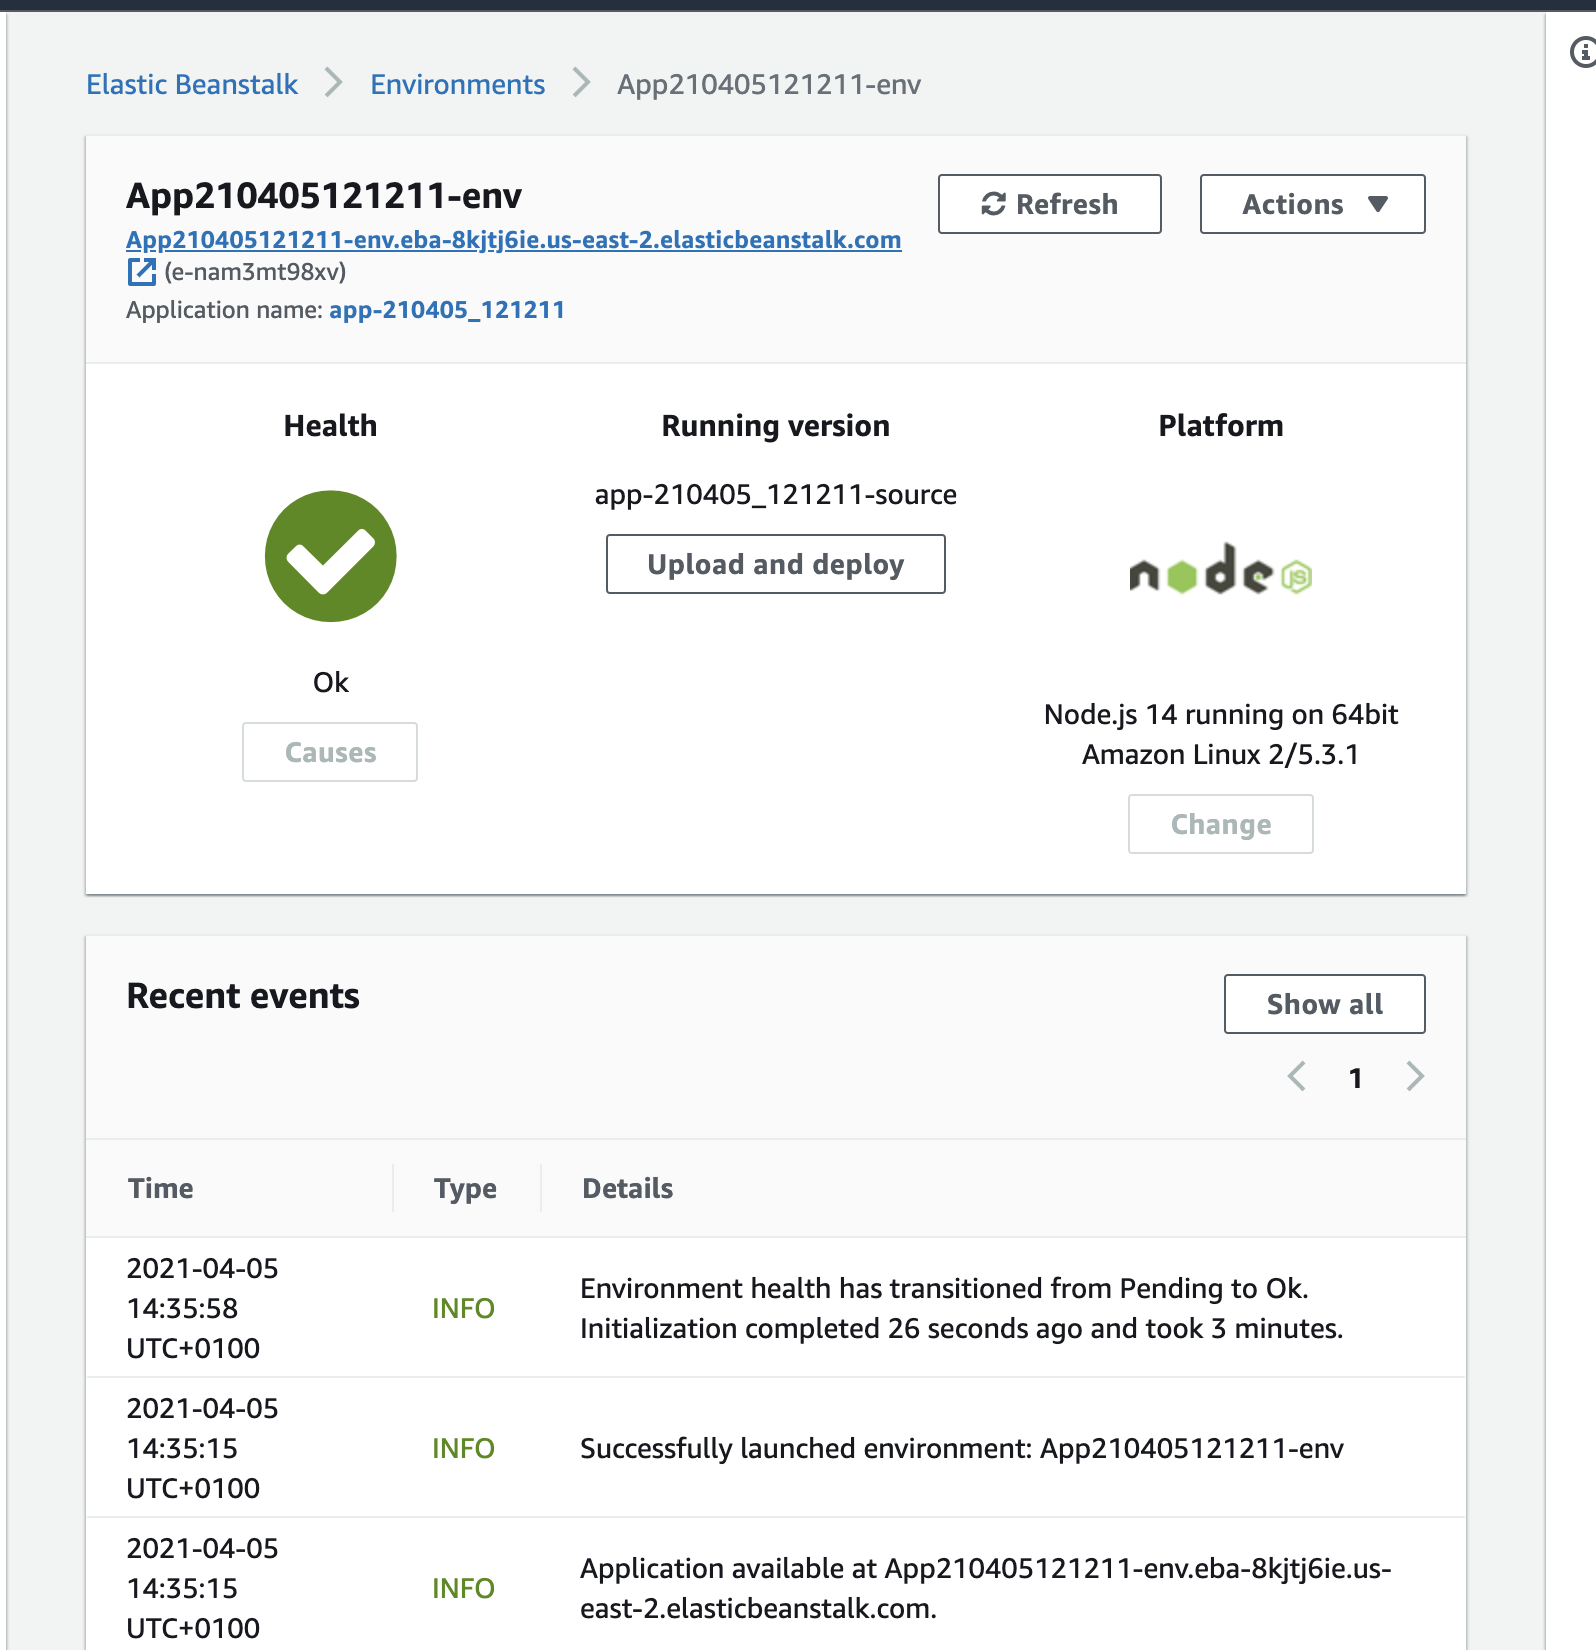 Elastic Beanstalk > Environments > App210405121211-env
App210405121211-env
Refresh
Actions
App210405121211-env.eba-8kjtj6ie.us-east-2.elasticbeanstalk.com
(e-nam3mt98xv)
Application name: app-210405_121211
Health
Ok
Causes
Running version
app-210405_121211-source
Upload and deploy
Platform
node JS
Node.js 14 running on 64bit
Amazon Linux 2/5.3.1
Change
Recent events
Show all
1
Time Type Details
2021-04-05
14:35:58
UTC+0100
INFO
Environment health has transitioned from Pending to Ok.
Initialization completed 26 seconds ago and took 3 minutes.
2021-04-05
14:35:15
UTC+0100
INFO
Successfully launched environment: App210405121211-env
2021-04-05
14:35:15
UTC+0100
INFO
Application available at App210405121211-env.eba-8kjtj6ie.us-
east-2.elasticbeanstalk.com.